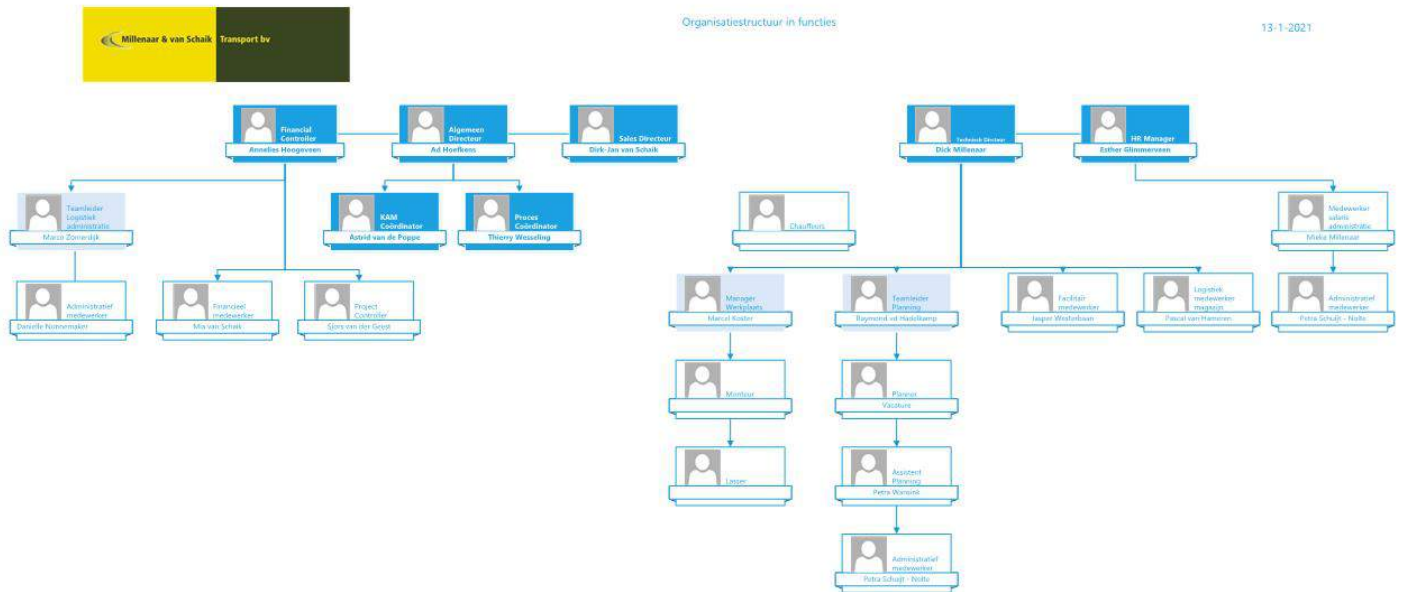 Millenaar & van Schaik Transport bv
Organisatiestructuur in functies
13-1-2021
Financial
Controller
Annelies Hoogeveen
Algemeen
Directeur
Ad Hoefkens
Sales Directeur
Dirk-Jan van Schaik
Technisch Directeur
Dick Millenaar
HR Manager
Esther Glimmerveen
Teamleider
Logistiek
administratie
Marco Zomerdijk
KAM
Coördinator
Astrid van de Poppe
Proces
Coördinator
Thierry Wesseling
Chauffeurs
Medewerker
salaris
administratie
Mieke Millenaar
Administratief
medewerker
Daniëlle Nonnemaker
Financieel
medewerker
Mia van Schaik
Project
Controller
Sjors van der Geest
Manager
Werkplaats
Marcel Koster
Teamleider
Planning
Raymond vd Hadelkamp
Facilitair
medewerker
Jasper Westerbaan
Logistiek
medewerker
magazijn
Pascal van Hameren
Administratief
medewerker
Petra Schuijt - Nolte
Monteur
Planner
Vacature
Lasser
Assistent
Planning
Petra Wansink
Administratief
medewerker
Petra Schuijt - Nolte